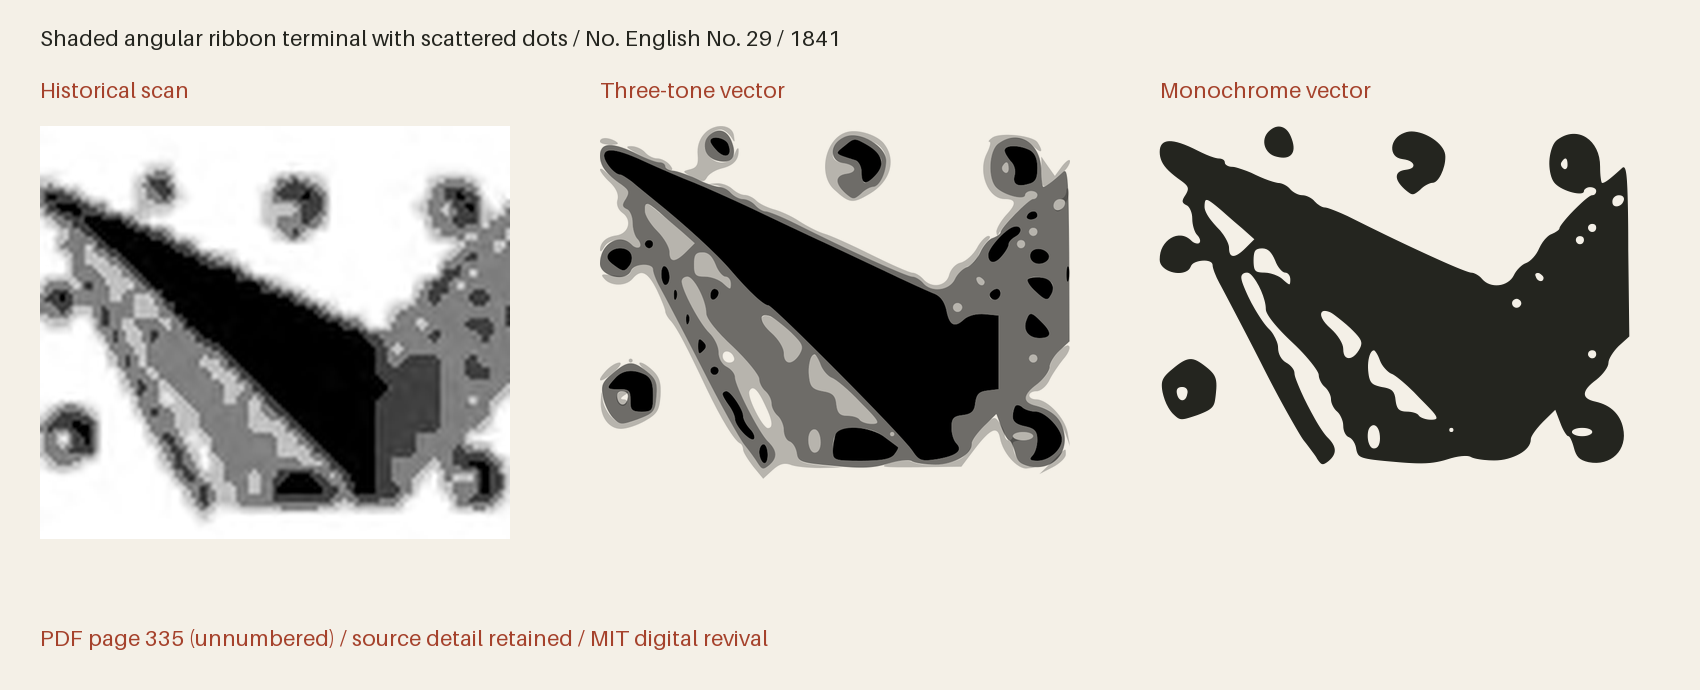 Shaded angular ribbon terminal with scattered dots / No. English No. 29 / 1841
Historical scan
Three-tone vector
Monochrome vector
PDF page 335 (unnumbered) / source detail retained / MIT digital revival